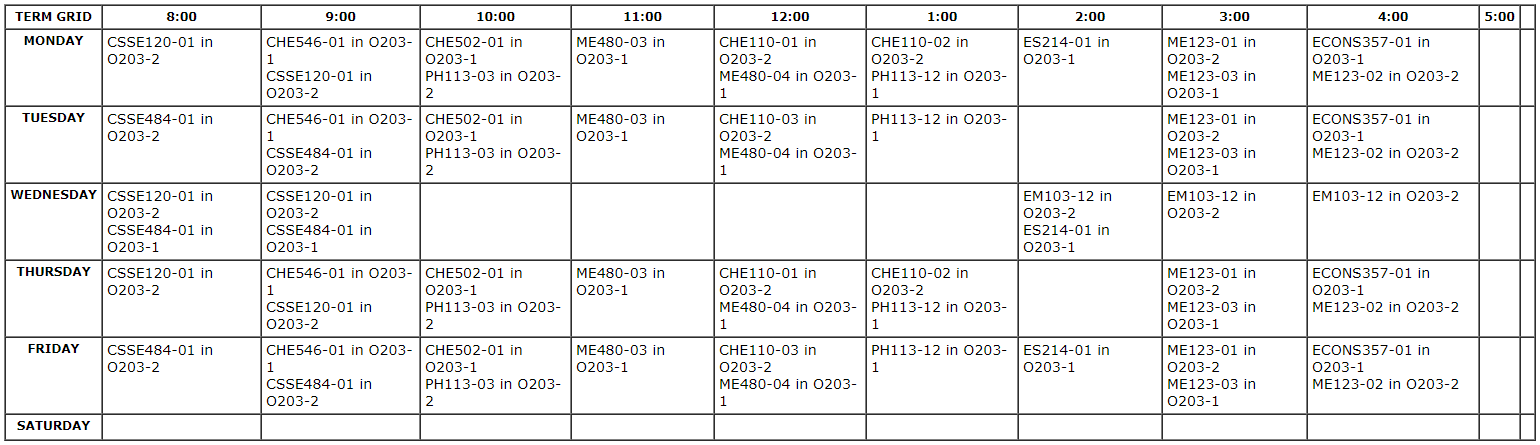 TERM GRID 8:00 9:00 10:00 11:00 12:00 1:00 2:00 3:00 4:00 5:00
MONDAY
CSSE120-01 in
O203-2
CHE546-01 in O203-
1
CSSE120-01 in
O203-2
CHE502-01 in
O203-1
PH113-03 in O203-
2
ME480-03 in
O203-1
CHE110-01 in
O203-2
ME480-04 in O203-
1
CHE110-02 in
O203-2
PH113-12 in O203-
1
ES214-01 in
O203-1
ME123-01 in
O203-2
ME123-03 in
O203-1
ECONS357-01 in
O203-1
ME123-02 in O203-2
TUESDAY
CSSE484-01 in
O203-2
CHE546-01 in O203-
1
CSSE484-01 in
O203-2
CHE502-01 in
O203-1
PH113-03 in O203-
2
ME480-03 in
O203-1
CHE110-03 in
O203-2
ME480-04 in O203-
1
PH113-12 in O203-
1
ME123-01 in
O203-2
ME123-03 in
O203-1
ECONS357-01 in
O203-1
ME123-02 in O203-2
WEDNESDAY
CSSE120-01 in
O203-2
CSSE484-01 in
O203-1
CSSE120-01 in
O203-2
CSSE484-01 in
O203-1
EM103-12 in
O203-2
ES214-01 in
O203-1
EM103-12 in
O203-2
EM103-12 in O203-2
THURSDAY
CSSE120-01 in
O203-2
CHE546-01 in O203-
1
CSSE120-01 in
O203-2
CHE502-01 in
O203-1
PH113-03 in O203-
2
ME480-03 in
O203-1
CHE110-01 in
O203-2
ME480-04 in O203-
1
CHE110-02 in
O203-2
PH113-12 in O203-
1
ME123-01 in
O203-2
ME123-03 in
O203-1
ECONS357-01 in
O203-1
ME123-02 in O203-2
FRIDAY
CSSE484-01 in
O203-2
CHE546-01 in O203-
1
CSSE484-01 in
O203-2
CHE502-01 in
O203-1
PH113-03 in O203-
2
ME480-03 in
O203-1
CHE110-03 in
O203-2
ME480-04 in O203-
1
PH113-12 in O203-
1
ES214-01 in
O203-1
ME123-01 in
O203-2
ME123-03 in
O203-1
ECONS357-01 in
O203-1
ME123-02 in O203-2
SATURDAY